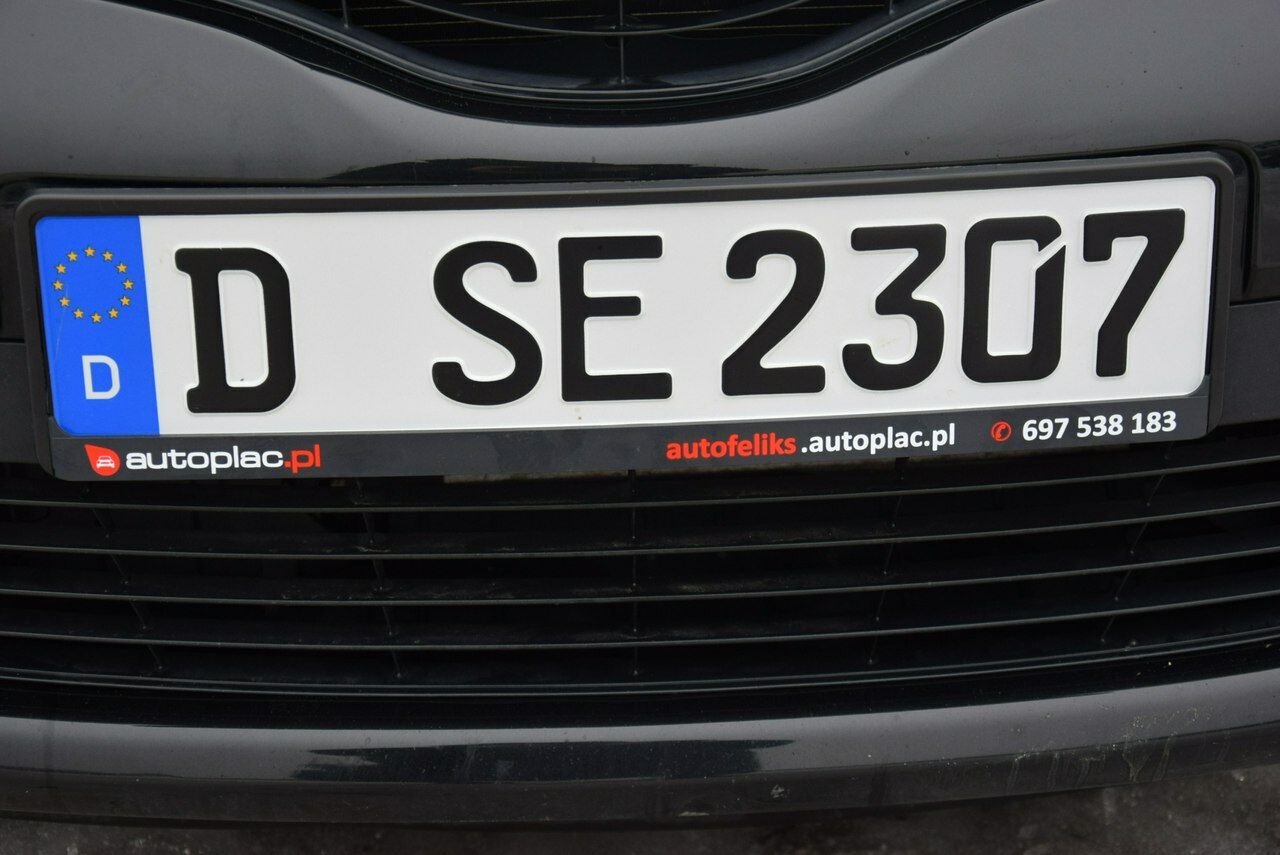 D SE 2307
D
autoplac.pl autofeliks.autoplac.pl ✆ 697 538 183